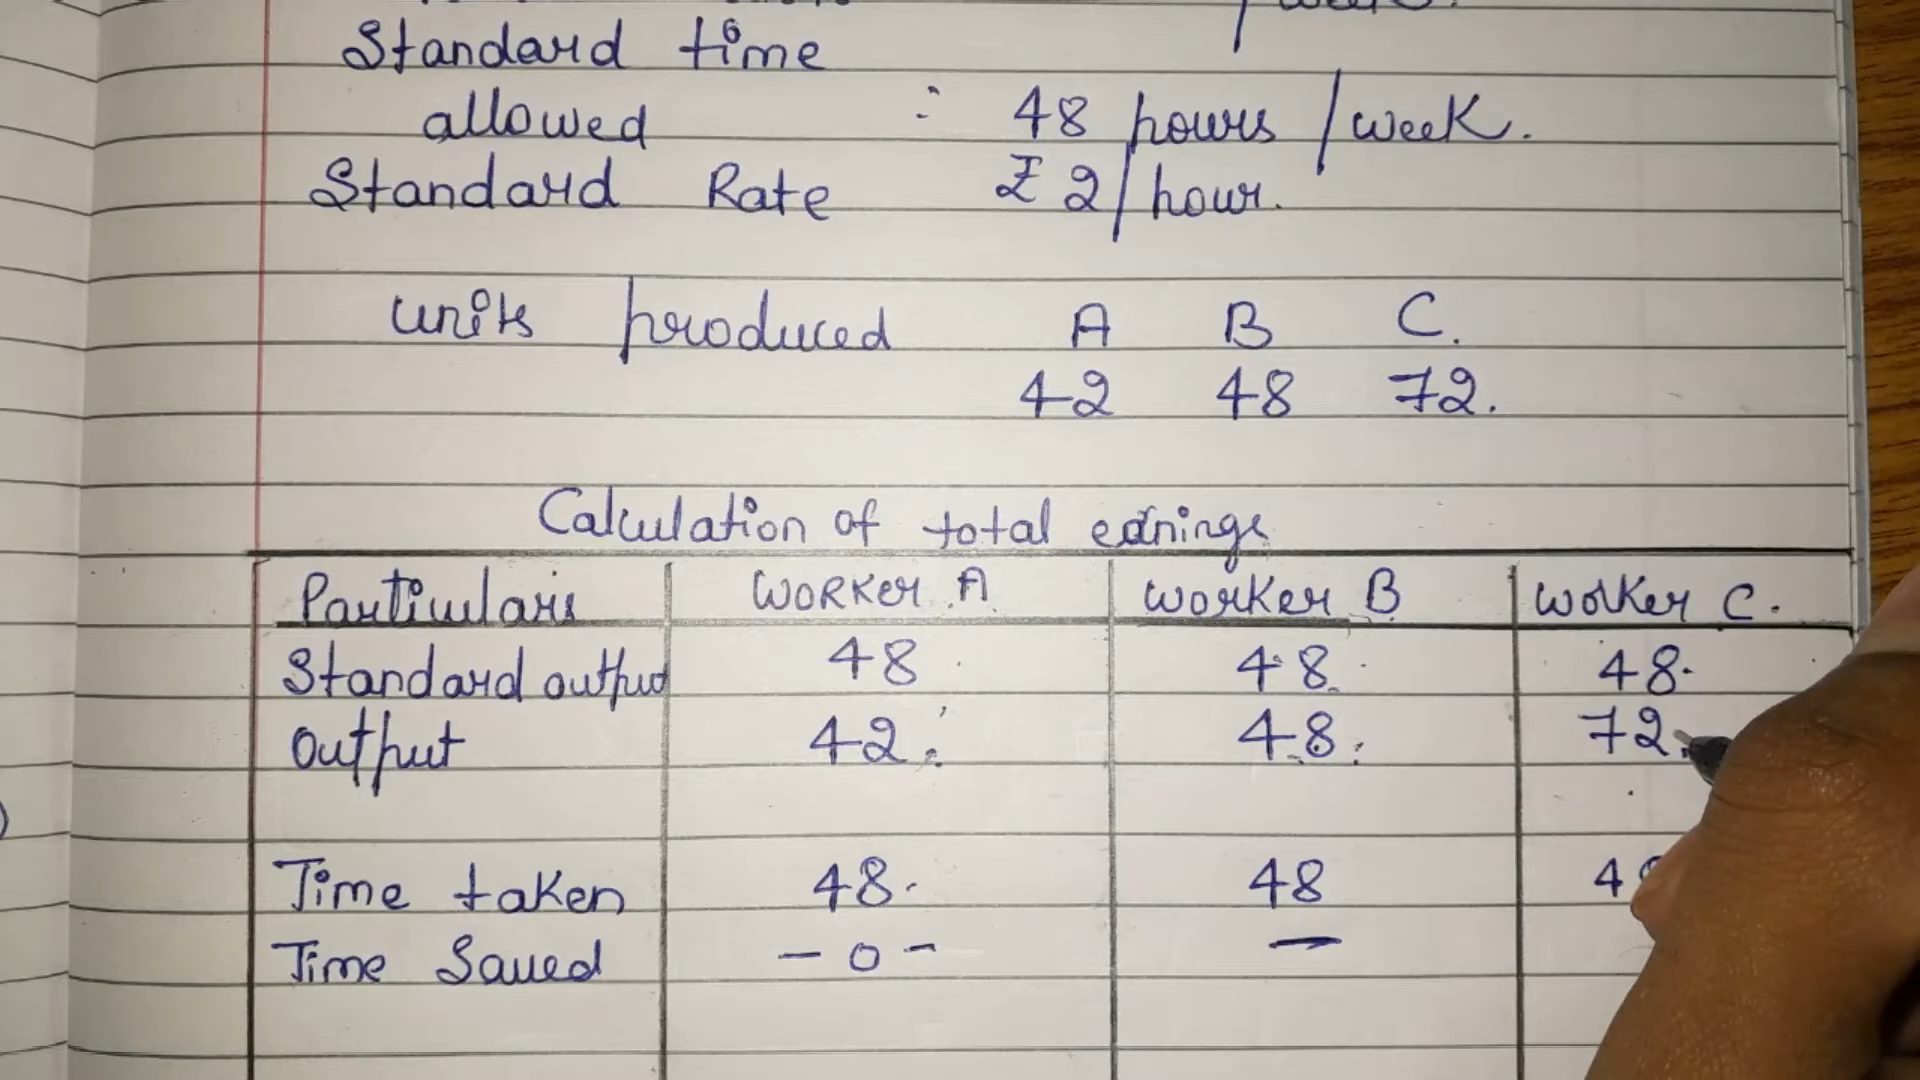 Standard time
allowed : 48 hours / week.
Standard Rate ₹ 2/hour.
units produced A B C.
42 48 72.
Calculation of total earnings
Particulars WORKER A WORKER B WORKER C.
Standard output 48 48 48
Output 42 48 72
Time taken 48 48
Time Saved - 0 - -